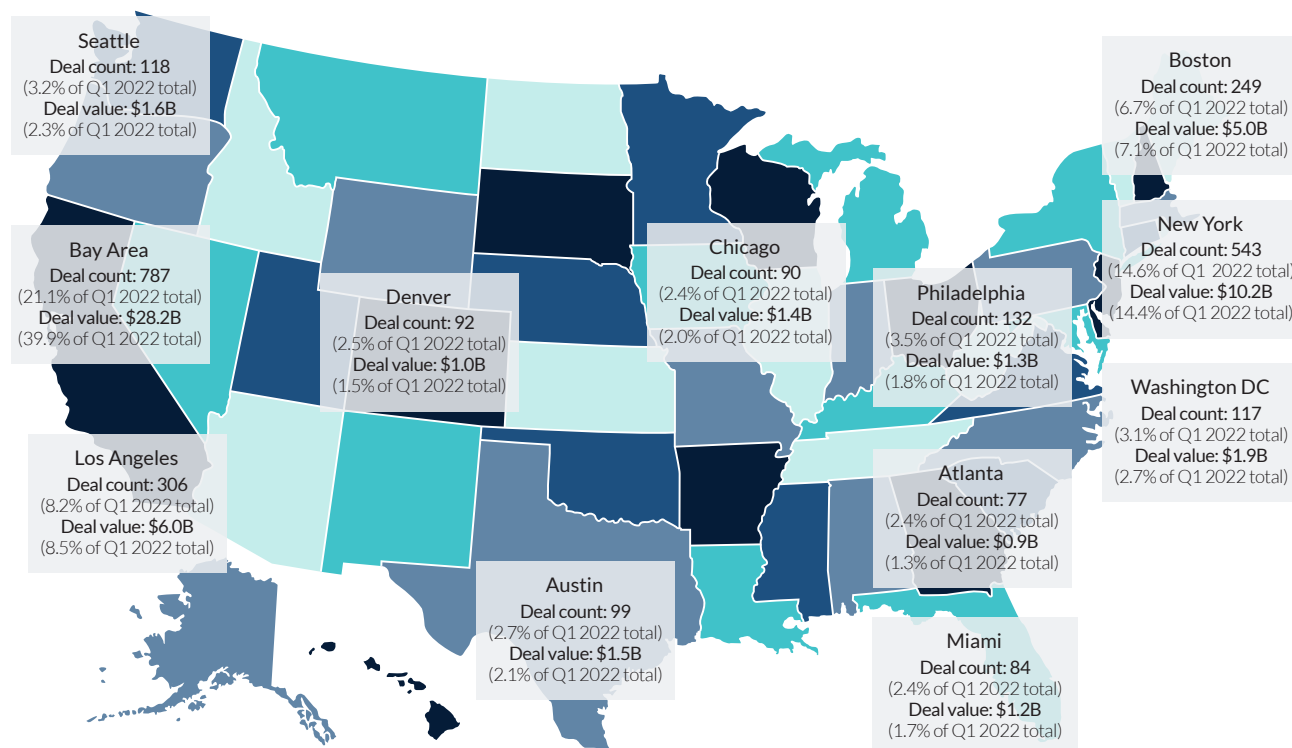 Seattle
Deal count: 118
(3.2% of Q1 2022 total)
Deal value: $1.6B
(2.3% of Q1 2022 total)
Boston
Deal count: 249
(6.7% of Q1 2022 total)
Deal value: $5.0B
(7.1% of Q1 2022 total)
Bay Area
Deal count: 787
(21.1% of Q1 2022 total)
Deal value: $28.2B
(39.9% of Q1 2022 total)
Denver
Deal count: 92
(2.5% of Q1 2022 total)
Deal value: $1.0B
(1.5% of Q1 2022 total)
Chicago
Deal count: 90
(2.4% of Q1 2022 total)
Deal value: $1.4B
(2.0% of Q1 2022 total)
Philadelphia
Deal count: 132
(3.5% of Q1 2022 total)
Deal value: $1.3B
(1.8% of Q1 2022 total)
New York
Deal count: 543
(14.6% of Q1 2022 total)
Deal value: $10.2B
(14.4% of Q1 2022 total)
Washington DC
Deal count: 117
(3.1% of Q1 2022 total)
Deal value: $1.9B
(2.7% of Q1 2022 total)
Los Angeles
Deal count: 306
(8.2% of Q1 2022 total)
Deal value: $6.0B
(8.5% of Q1 2022 total)
Atlanta
Deal count: 77
(2.4% of Q1 2022 total)
Deal value: $0.9B
(1.3% of Q1 2022 total)
Austin
Deal count: 99
(2.7% of Q1 2022 total)
Deal value: $1.5B
(2.1% of Q1 2022 total)
Miami
Deal count: 84
(2.4% of Q1 2022 total)
Deal value: $1.2B
(1.7% of Q1 2022 total)